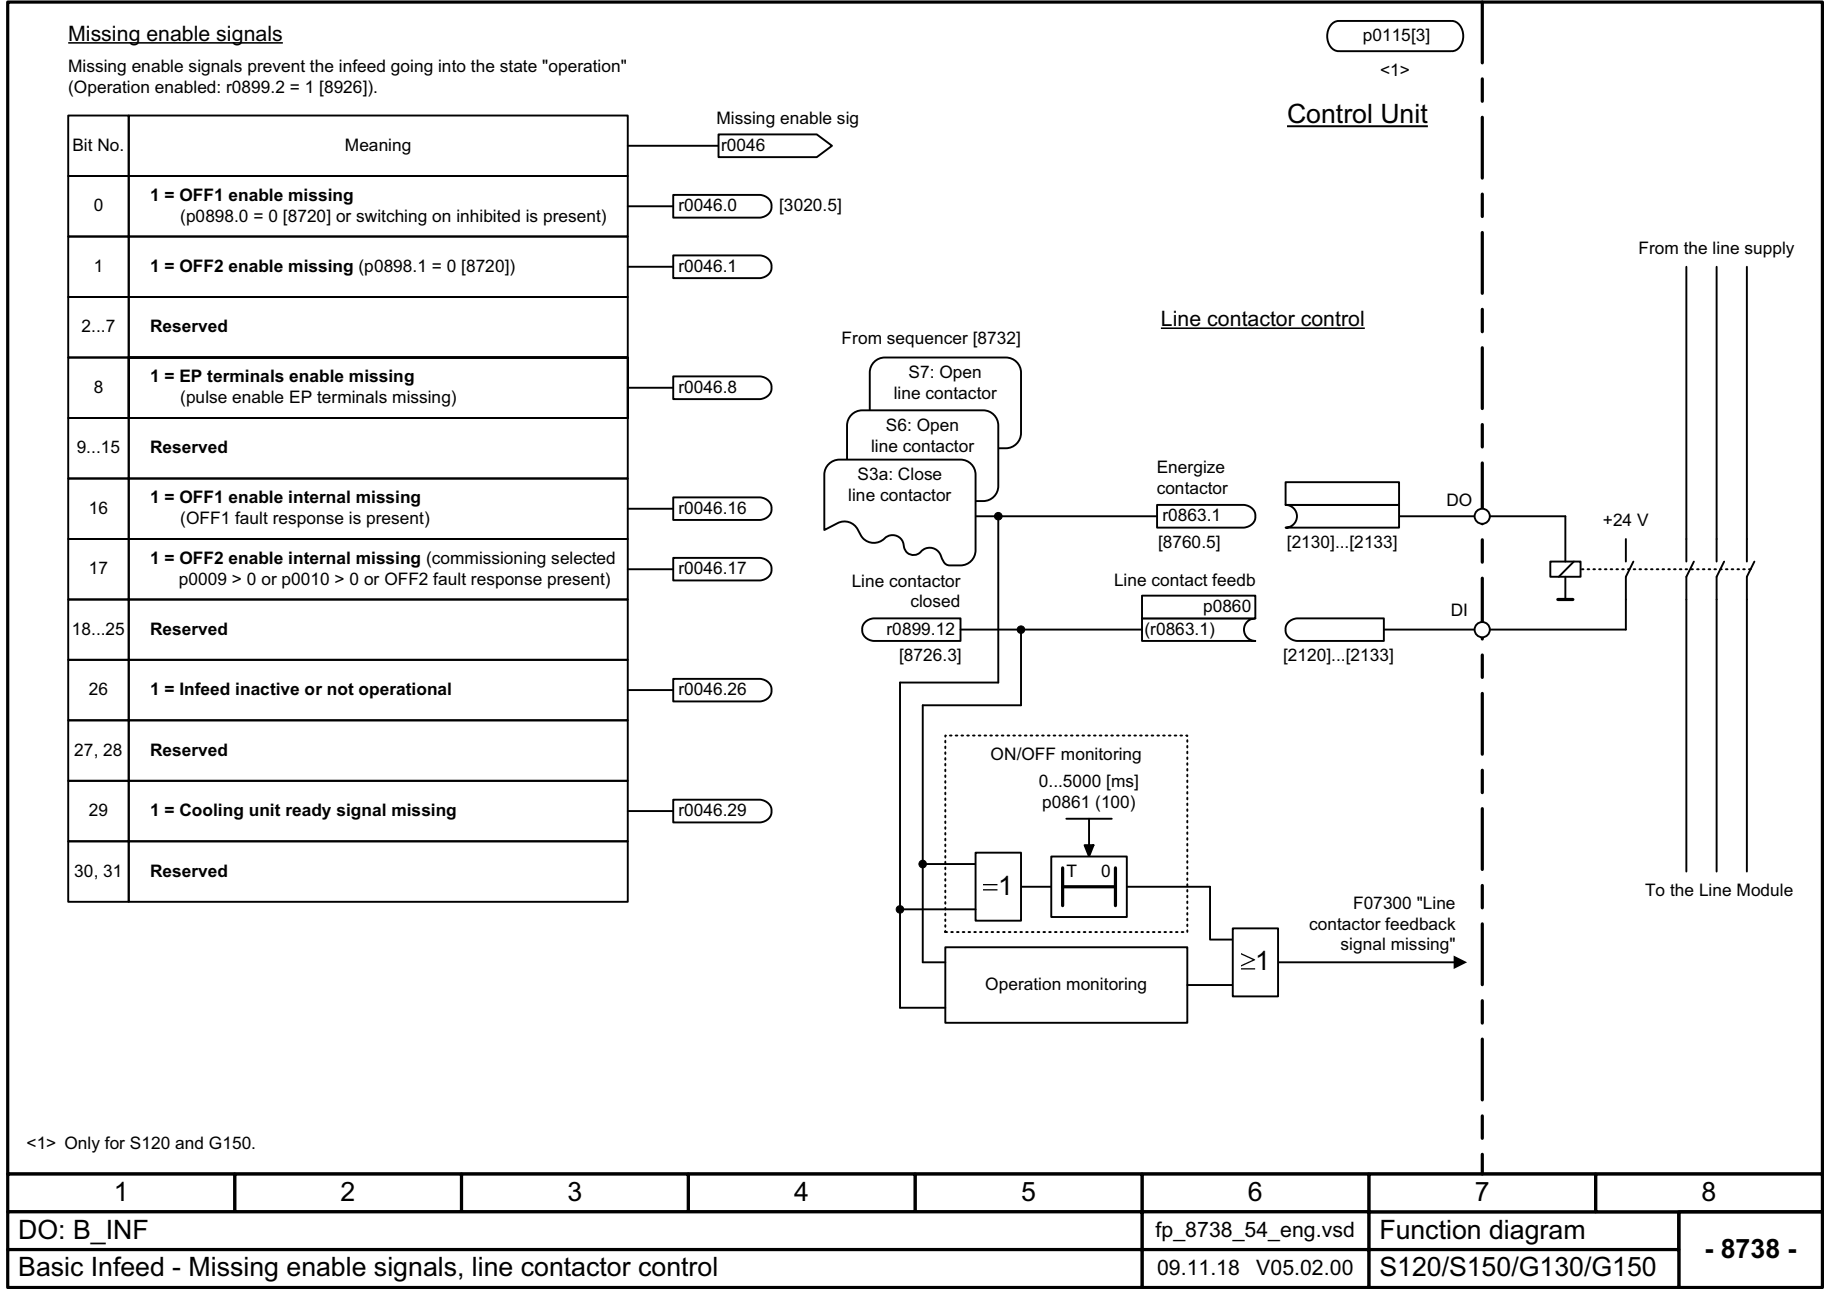 Missing enable signals
Missing enable signals prevent the infeed going into the state "operation"
(Operation enabled: r0899.2 = 1 [8926]).
Bit No.
Meaning
Missing enable sig
r0046
0
1 = OFF1 enable missing
(p0898.0 = 0 [8720] or switching on inhibited is present)
r0046.0
[3020.5]
1
1 = OFF2 enable missing (p0898.1 = 0 [8720])
r0046.1
2...7
Reserved
8
1 = EP terminals enable missing
(pulse enable EP terminals missing)
r0046.8
9...15
Reserved
16
1 = OFF1 enable internal missing
(OFF1 fault response is present)
r0046.16
17
1 = OFF2 enable internal missing (commissioning selected
p0009 > 0 or p0010 > 0 or OFF2 fault response present)
r0046.17
18...25
Reserved
26
1 = Infeed inactive or not operational
r0046.26
27, 28
Reserved
29
1 = Cooling unit ready signal missing
r0046.29
30, 31
Reserved
p0115[3]
<1>
Control Unit
Line contactor control
From the line supply
From sequencer [8732]
S7: Open
line contactor
S6: Open
line contactor
S3a: Close
line contactor
Energize
contactor
r0863.1
[8760.5]
[2130]...[2133]
DO
+24 V
Line contactor
closed
r0899.12
[8726.3]
Line contact feedb
p0860
(r0863.1)
[2120]...[2133]
DI
ON/OFF monitoring
0...5000 [ms]
p0861 (100)
=1
T 0
Operation monitoring
≥1
F07300 "Line
contactor feedback
signal missing"
To the Line Module
<1> Only for S120 and G150.
1 2 3 4 5 6 7 8
DO: B_INF
fp_8738_54_eng.vsd
Function diagram
- 8738 -
Basic Infeed - Missing enable signals, line contactor control
09.11.18 V05.02.00
S120/S150/G130/G150